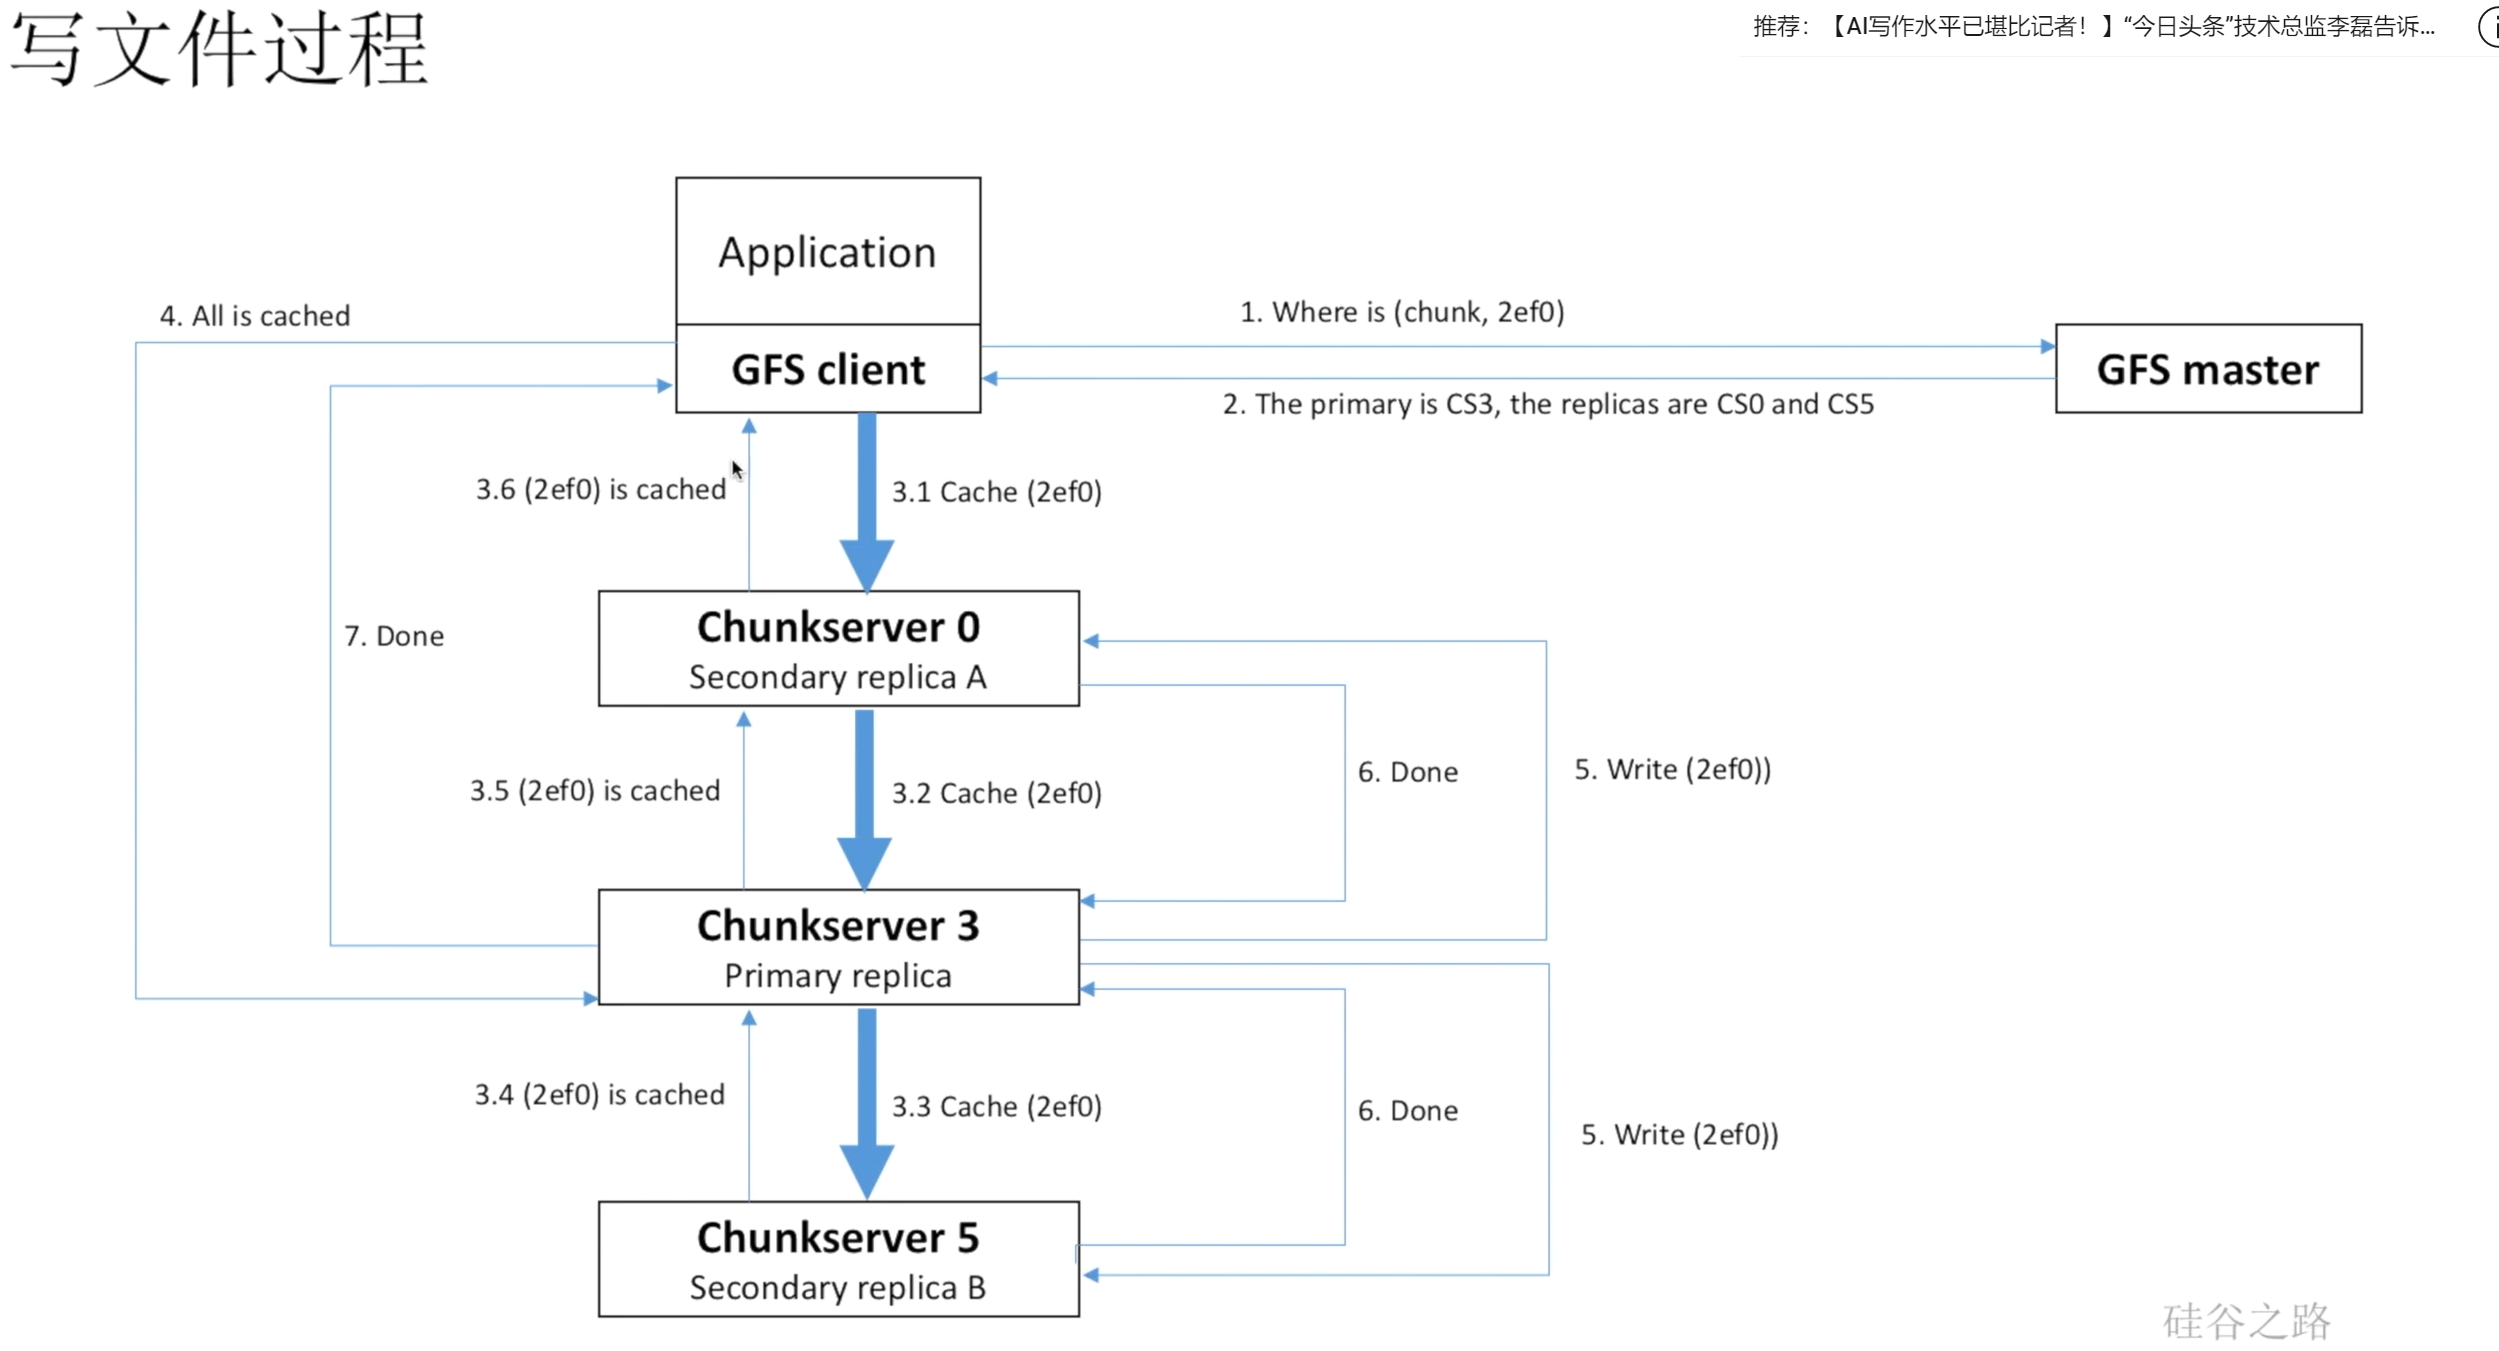 写文件过程
推荐：【AI写作水平已堪比记者！】“今日头条”技术总监李磊告诉...
Application
4. All is cached
1. Where is (chunk, 2ef0)
GFS client
GFS master
2. The primary is CS3, the replicas are CS0 and CS5
3.6 (2ef0) is cached
3.1 Cache (2ef0)
Chunkserver 0
7. Done
Secondary replica A
6. Done
5. Write (2ef0))
3.5 (2ef0) is cached
3.2 Cache (2ef0)
Chunkserver 3
Primary replica
3.4 (2ef0) is cached
3.3 Cache (2ef0)
6. Done
5. Write (2ef0))
Chunkserver 5
Secondary replica B
硅谷之路